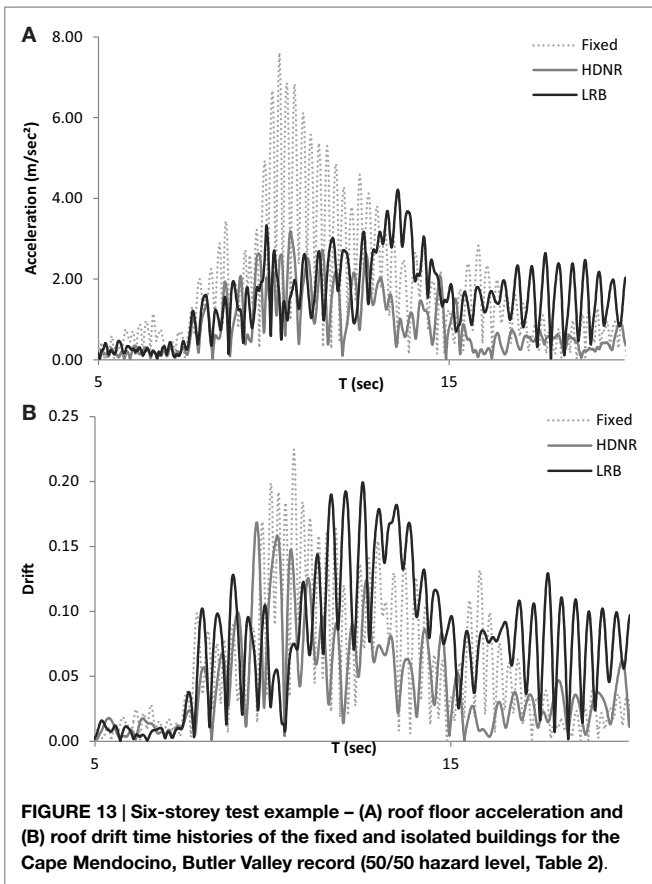 A
8.00
6.00
4.00
2.00
0.00
Acceleration (m/sec²)
Fixed
HDNR
LRB
5
T (sec)
15
B
0.25
0.20
0.15
0.10
0.05
0.00
Drift
Fixed
HDNR
LRB
5
T (sec)
15
FIGURE 13 | Six-storey test example – (A) roof floor acceleration and
(B) roof drift time histories of the fixed and isolated buildings for the
Cape Mendocino, Butler Valley record (50/50 hazard level, Table 2).